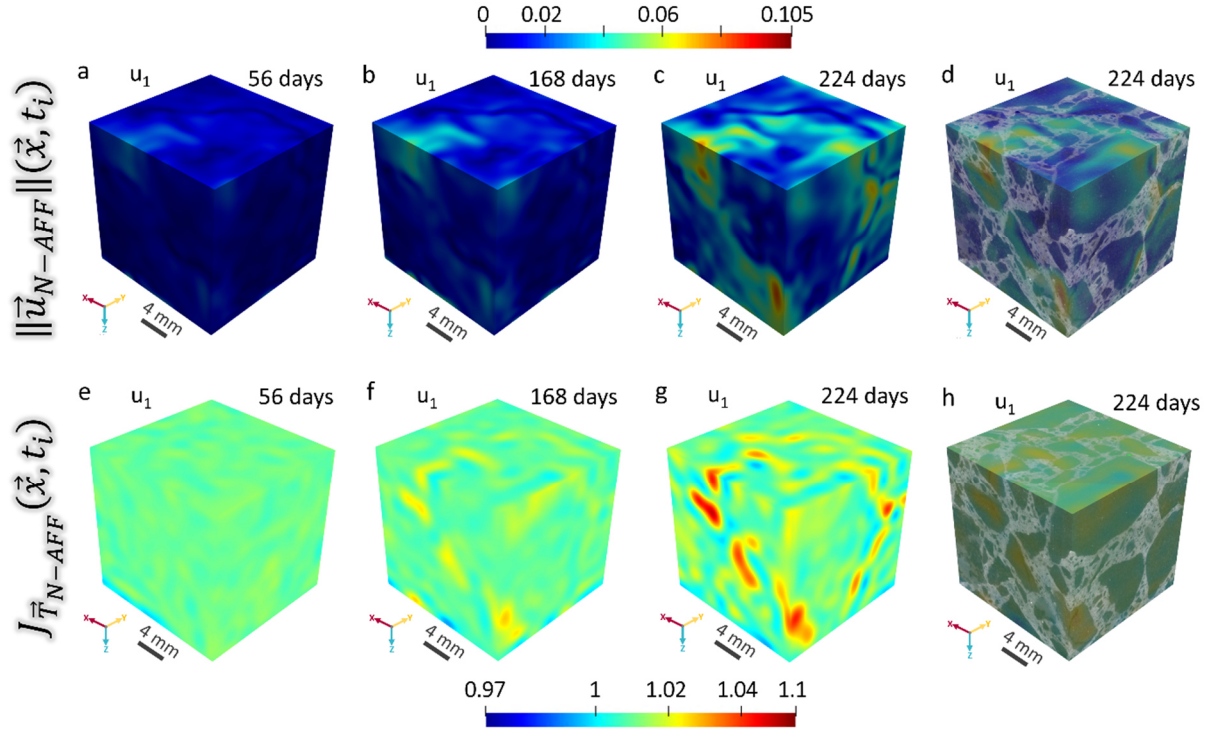 0 0.02 0.06 0.105
a u₁ 56 days
b u₁ 168 days
c u₁ 224 days
d u₁ 224 days
‖u⃗_{N−AFF}‖(x⃗, tᵢ)
X Y Z 4 mm
X Y Z 4 mm
X Y Z 4 mm
X Y Z 4 mm
e u₁ 56 days
f u₁ 168 days
g u₁ 224 days
h u₁ 224 days
J_{T⃗_{N−AFF}}(x⃗, tᵢ)
X Y Z 4 mm
X Y Z 4 mm
X Y Z 4 mm
X Y Z 4 mm
0.97 1 1.02 1.04 1.1